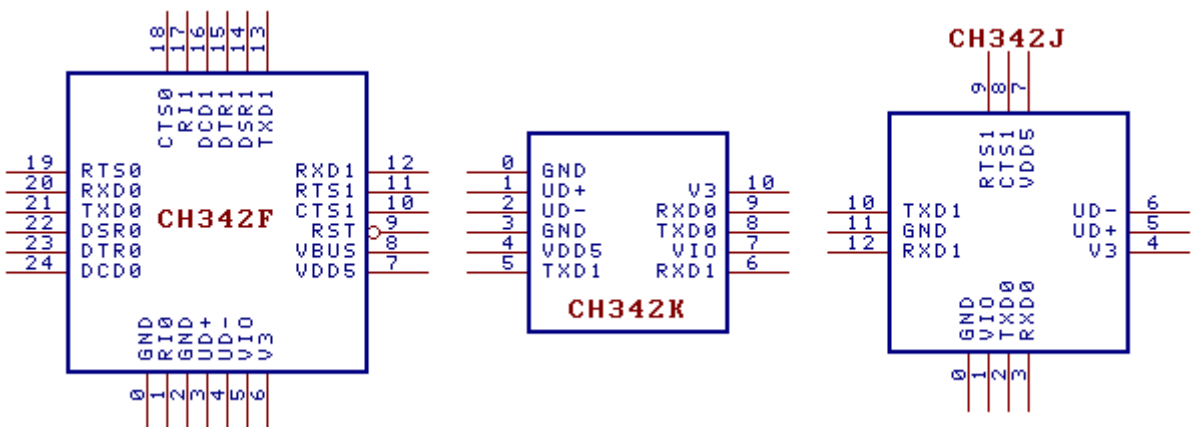 18 17 16 15 14 13
CTS0 RI1 DCD1 DTR1 DSR1 TXD1
19 RTS0
20 RXD0
21 TXD0
22 DSR0
23 DTR0
24 DCD0
CH342F
RXD1 12
RTS1 11
CTS1 10
RST 9
VBUS 8
VDD5 7
GND RI0 GND UD+ UD- VIO V3
0 1 2 3 4 5 6
0 GND
1 UD+
2 UD-
3 GND
4 VDD5
5 TXD1
V3 10
RXD0 9
TXD0 8
VIO 7
RXD1 6
CH342K
CH342J
9 8 7
RTS1 CTS1 VDD5
10 TXD1
11 GND
12 RXD1
UD- 6
UD+ 5
V3 4
GND VIO TXD0 RXD0
0 1 2 3